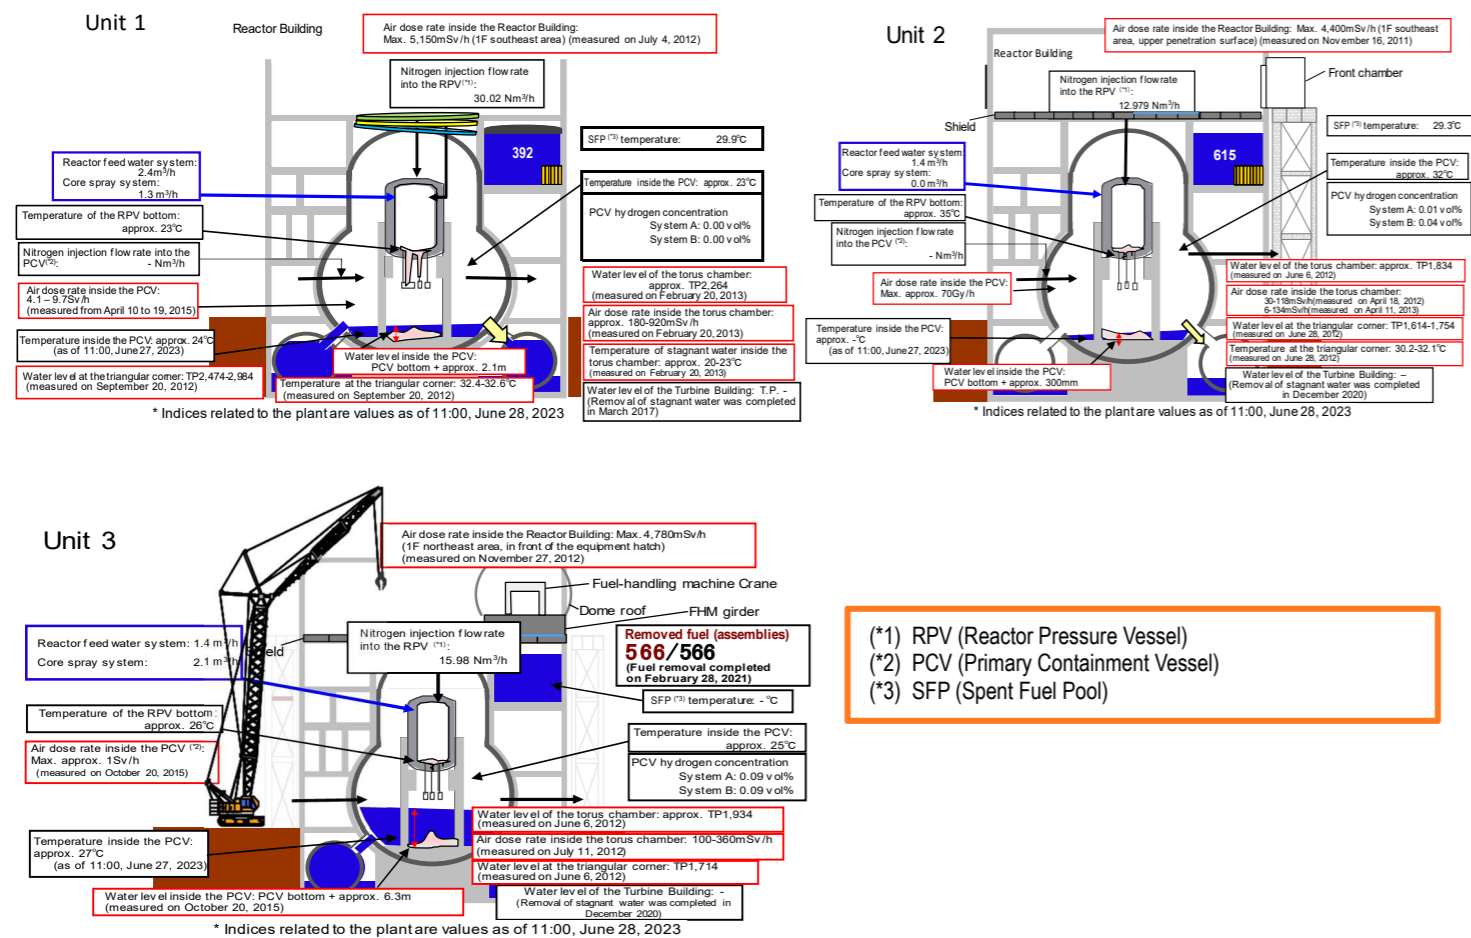 Unit 1
Reactor Building
Air dose rate inside the Reactor Building:
Max. 5,150mSv/h (1F southeast area) (measured on July 4, 2012)
Nitrogen injection flow rate
into the RPV (*1):
30.02 Nm3/h
392
SFP (*3) temperature: 29.9°C
Reactor feed water system:
2.4m3/h
Core spray system:
1.3 m3/h
Temperature inside the PCV: approx. 23°C
PCV hydrogen concentration
System A: 0.00 vol%
System B: 0.00 vol%
Temperature of the RPV bottom:
approx. 23°C
Nitrogen injection flow rate into the
PCV(*2): - Nm3/h
Air dose rate inside the PCV:
4.1 – 9.7Sv/h
(measured from April 10 to 19, 2015)
Water level of the torus chamber:
approx. TP2,264
(measured on February 20, 2013)
Air dose rate inside the torus chamber:
approx. 180-920mSv/h
(measured on February 20, 2013)
Temperature inside the PCV: approx. 24°C
(as of 11:00, June 27, 2023)
Water level inside the PCV:
PCV bottom + approx. 2.1m
Temperature of stagnant water inside the
torus chamber: approx. 20-23°C
(measured on February 20, 2013)
Water level at the triangular corner: TP2,474-2,984
(measured on September 20, 2012)
Temperature at the triangular corner: 32.4-32.6°C
(measured on September 20, 2012)
Water level of the Turbine Building: T.P. -
(Removal of stagnant water was completed
in March 2017)
* Indices related to the plant are values as of 11:00, June 28, 2023
Unit 2
Reactor Building
Air dose rate inside the Reactor Building: Max. 4,400mSv/h (1F southeast
area, upper penetration surface) (measured on November 16, 2011)
Nitrogen injection flow rate
into the RPV (*1):
12.979 Nm3/h
Front chamber
Shield
615
SFP (*3) temperature: 29.3°C
Reactor feed water system:
1.4 m3/h
Core spray system:
0.0 m3/h
Temperature inside the PCV:
approx. 32°C
PCV hydrogen concentration
System A: 0.01 vol%
System B: 0.04 vol%
Temperature of the RPV bottom:
approx. 35°C
Nitrogen injection flow rate
into the PCV (*2):
- Nm3/h
Air dose rate inside the PCV:
Max. approx. 70Gy/h
Water level of the torus chamber: approx. TP1,834
(measured on June 6, 2012)
Air dose rate inside the torus chamber:
30-118mSv/h(measured on April 18, 2012)
6-134mSv/h(measured on April 11, 2013)
Temperature inside the PCV:
approx. -°C
(as of 11:00, June 27, 2023)
Water level at the triangular corner: TP1,614-1,754
(measured on June 28, 2012)
Temperature at the triangular corner: 30.2-32.1°C
(measured on June 28, 2012)
Water level inside the PCV:
PCV bottom + approx. 300mm
Water level of the Turbine Building: –
(Removal of stagnant water was completed
in December 2020)
* Indices related to the plant are values as of 11:00, June 28, 2023
Unit 3
Air dose rate inside the Reactor Building: Max. 4,780mSv/h
(1F northeast area, in front of the equipment hatch)
(measured on November 27, 2012)
Fuel-handling machine Crane
Dome roof
FHM girder
Reactor feed water system: 1.4 m3/h
Core spray system: 2.1 m3/h
Shield
Nitrogen injection flow rate
into the RPV (*1):
15.98 Nm3/h
Removed fuel (assemblies)
566/566
(Fuel removal completed
on February 28, 2021)
SFP (*3) temperature: - °C
Temperature of the RPV bottom:
approx. 26°C
Temperature inside the PCV:
approx. 25°C
Air dose rate inside the PCV (*2):
Max. approx. 1Sv/h
(measured on October 20, 2015)
PCV hydrogen concentration
System A: 0.09 vol%
System B: 0.09 vol%
Water level of the torus chamber: approx. TP1,934
(measured on June 6, 2012)
Temperature inside the PCV:
approx. 27°C
(as of 11:00, June 27, 2023)
Air dose rate inside the torus chamber: 100-360mSv/h
(measured on July 11, 2012)
Water level at the triangular corner: TP1,714
(measured on June 6, 2012)
Water level inside the PCV: PCV bottom + approx. 6.3m
(measured on October 20, 2015)
Water level of the Turbine Building: -
(Removal of stagnant water was completed in
December 2020)
* Indices related to the plant are values as of 11:00, June 28, 2023
(*1) RPV (Reactor Pressure Vessel)
(*2) PCV (Primary Containment Vessel)
(*3) SFP (Spent Fuel Pool)